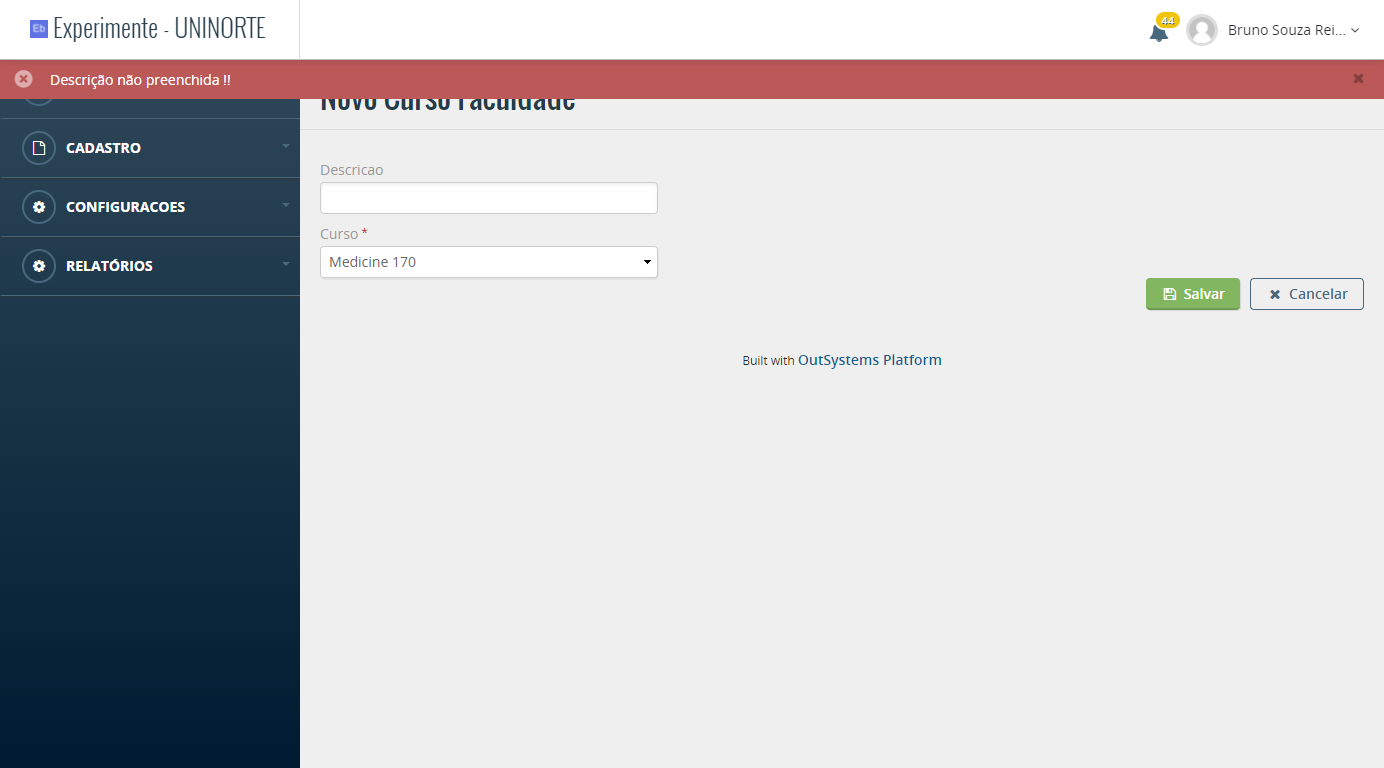 Eb Experimente - UNINORTE
44
Bruno Souza Rei...
Descrição não preenchida !!
Novo Curso Faculdade
CADASTRO
CONFIGURACOES
RELATÓRIOS
Descricao
Curso *
Medicine 170
Salvar
Cancelar
Built with OutSystems Platform